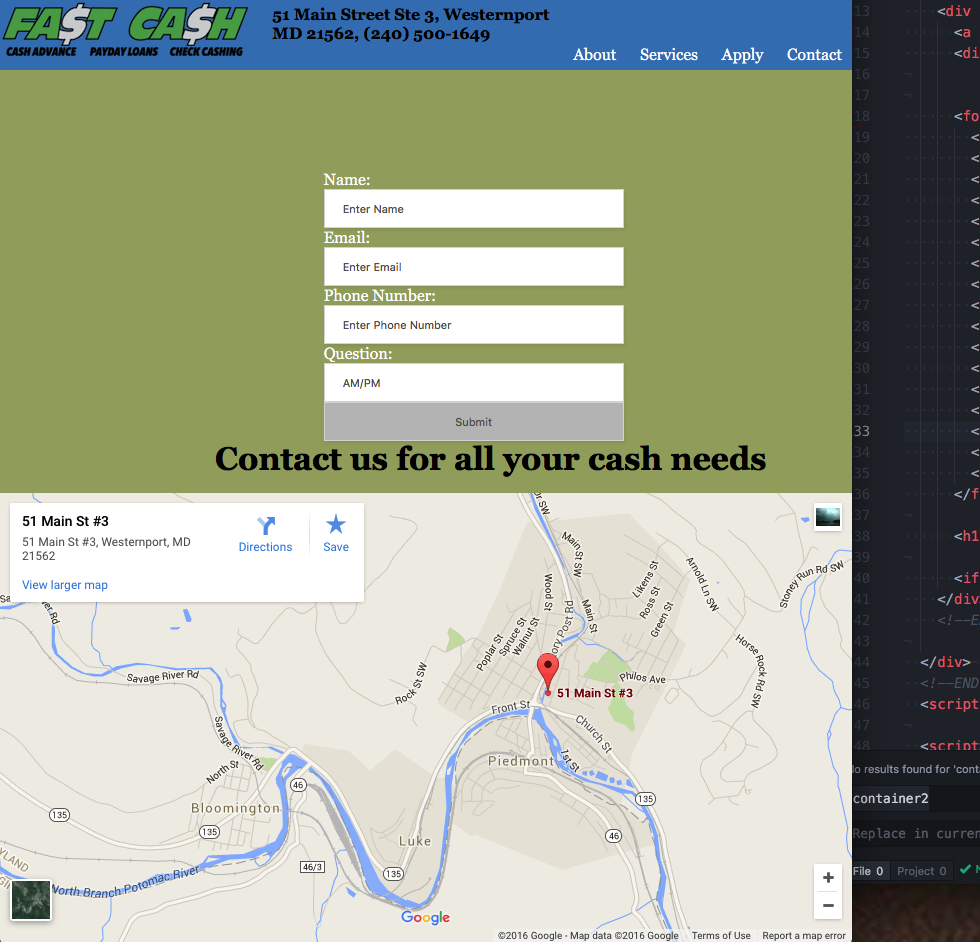 FA$T CA$H
CASH ADVANCE PAYDAY LOANS CHECK CASHING
51 Main Street Ste 3, Westernport
MD 21562, (240) 500-1649
About Services Apply Contact
Name:
Enter Name
Email:
Enter Email
Phone Number:
Enter Phone Number
Question:
AM/PM
Submit
Contact us for all your cash needs
51 Main St #3
51 Main St #3, Westernport, MD
21562
Directions
Save
View larger map
Savage River Rd
Savage River Rd
North St
Bloomington
135
135
46
46/3
135
Luke
North Branch Potomac River
Rock St SW
Poplar St
Spruce St
Walnut St
Wood St
Main St SW
Main St
Likens St
Ross St
Green St
Arnold Ln SW
Stoney Run Rd SW
Horse Rock Rd SW
Philos Ave
51 Main St #3
Front St
Church St
1st St
Piedmont
135
46
Google
+
−
©2016 Google - Map data ©2016 Google Terms of Use Report a map error
13 <div
14 <a
15 <di
16
17
18 <fo
19 <
20 <
21 <
22 <
23 <
24 <
25 <
26 <
27 <
28 <
29 <
30 <
31 <
32 <
33 <
34 <
35 <
36 </f
37
38 <h1
39
40 <if
41 </div
42 <!--E
43
44 </div>
45 <!--END
46 <script
47
48 <script
No results found for 'cont
container2
Replace in curren
File 0 Project 0